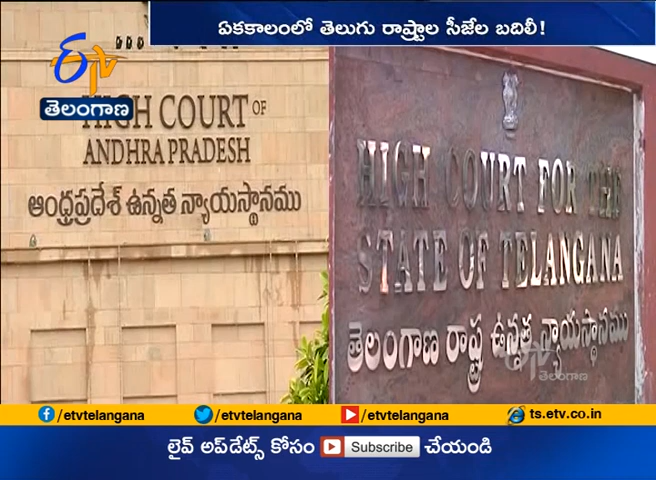 ఏకకాలంలో తెలుగు రాష్ట్రాల సీజేల బదిలీ!
ఈtv
తెలంగాణ
HIGH COURT OF
ANDHRA PRADESH
ఆంధ్రప్రదేశ్ ఉన్నత న్యాయస్థానము
HIGH COURT FOR THE
STATE OF TELANGANA
తెలంగాణ రాష్ట్ర ఉన్నత న్యాయస్థానము
తెలంగాణ
/etvtelangana
/etvtelangana
/etvtelangana
ts.etv.co.in
లైవ్ అప్‌డేట్స్ కోసం Subscribe చేయండి